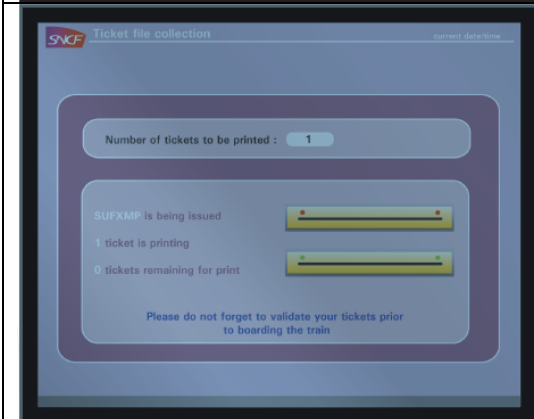 SNCF
Ticket file collection
current date/time
Number of tickets to be printed : 1
SUFXMP is being issued
1 ticket is printing
0 tickets remaining for print
Please do not forget to validate your tickets prior
to boarding the train